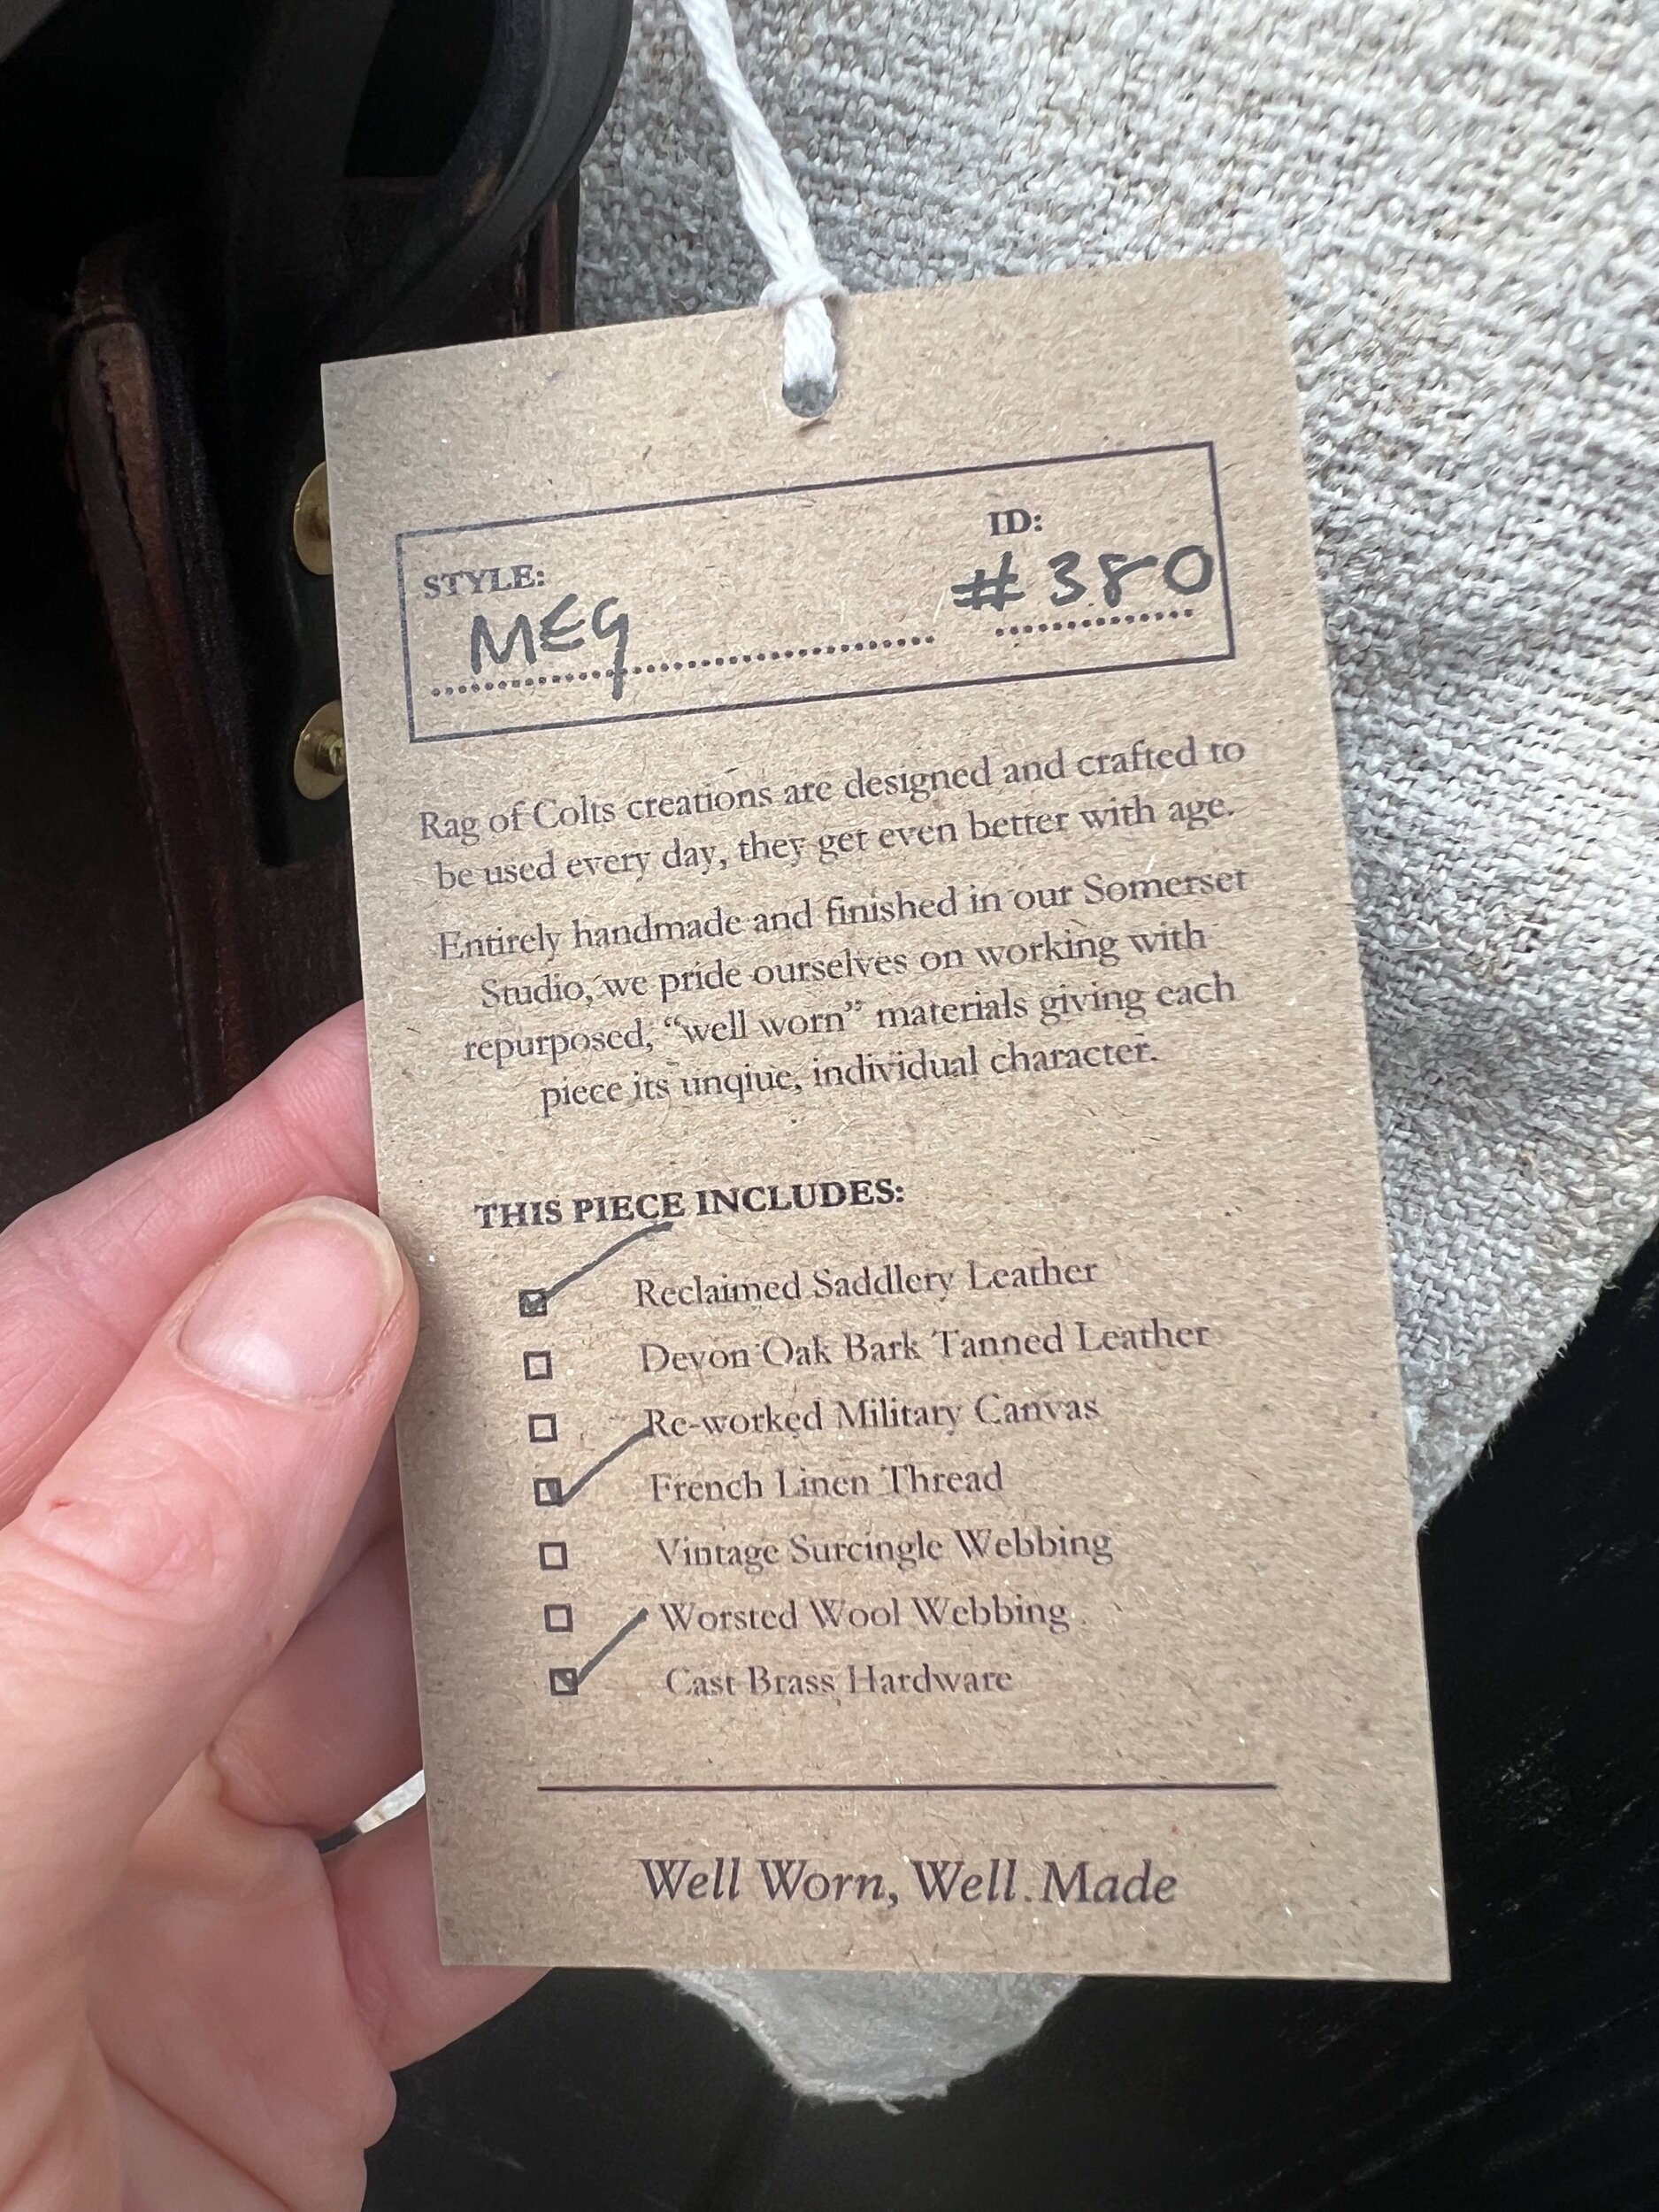 STYLE:
ID:
MEg
#380
Rag of Colts creations are designed and crafted to
be used every day, they get even better with age.
Entirely handmade and finished in our Somerset
Studio, we pride ourselves on working with
repurposed, “well worn” materials giving each
piece its unqiue, individual character.
THIS PIECE INCLUDES:
Reclaimed Saddlery Leather
Devon Oak Bark Tanned Leather
Re-worked Military Canvas
French Linen Thread
Vintage Surcingle Webbing
Worsted Wool Webbing
Cast Brass Hardware
Well Worn, Well Made